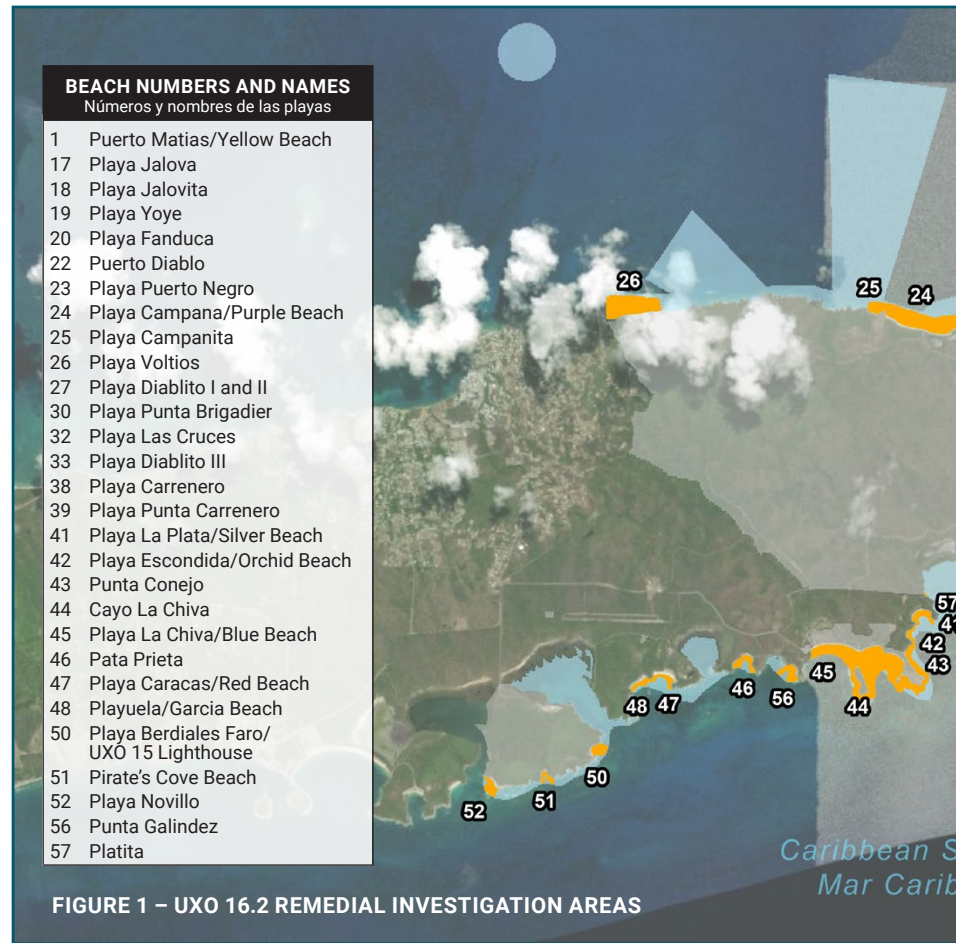 BEACH NUMBERS AND NAMES
Números y nombres de las playas
1 Puerto Matias/Yellow Beach
17 Playa Jalova
18 Playa Jalovita
19 Playa Yoye
20 Playa Fanduca
22 Puerto Diablo
23 Playa Puerto Negro
24 Playa Campana/Purple Beach
25 Playa Campanita
26 Playa Voltios
27 Playa Diablito I and II
30 Playa Punta Brigadier
32 Playa Las Cruces
33 Playa Diablito III
38 Playa Carrenero
39 Playa Punta Carrenero
41 Playa La Plata/Silver Beach
42 Playa Escondida/Orchid Beach
43 Punta Conejo
44 Cayo La Chiva
45 Playa La Chiva/Blue Beach
46 Pata Prieta
47 Playa Caracas/Red Beach
48 Playuela/Garcia Beach
50 Playa Berdiales Faro/
UXO 15 Lighthouse
51 Pirate's Cove Beach
52 Playa Novillo
56 Punta Galindez
57 Platita
26
25
24
57
41
42
43
45
44
56
46
47
48
50
51
52
Caribbean S
Mar Carib
FIGURE 1 – UXO 16.2 REMEDIAL INVESTIGATION AREAS